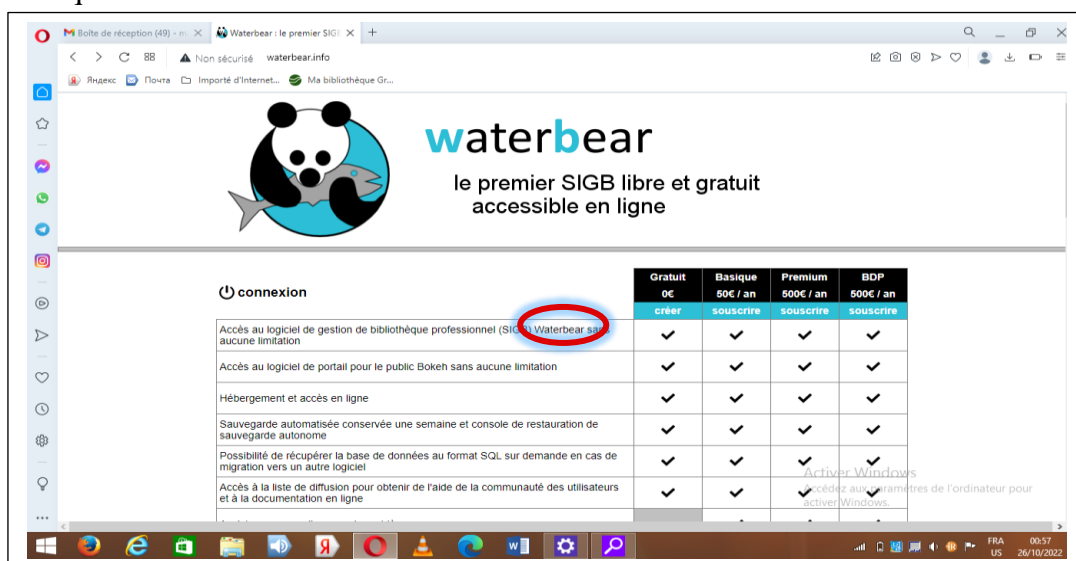 Boîte de réception (49) - m
Waterbear : le premier SIGI
Non sécurisé waterbear.info
Яндекс Почта Importé d'Internet... Ma bibliothèque Gr...
waterbear
le premier SIGB libre et gratuit
accessible en ligne
connexion
Gratuit Basique Premium BDP
0€ 50€ / an 500€ / an 500€ / an
créer souscrire souscrire souscrire
Accès au logiciel de gestion de bibliothèque professionnel (SIGB) Waterbear sans
aucune limitation
Accès au logiciel de portail pour le public Bokeh sans aucune limitation
Hébergement et accès en ligne
Sauvegarde automatisée conservée une semaine et console de restauration de
sauvegarde autonome
Possibilité de récupérer la base de données au format SQL sur demande en cas de
migration vers un autre logiciel
Accès à la liste de diffusion pour obtenir de l'aide de la communauté des utilisateurs
et à la documentation en ligne
Activer Windows
Accédez aux paramètres de l'ordinateur pour
activer Windows.
FRA 00:57
US 26/10/2022